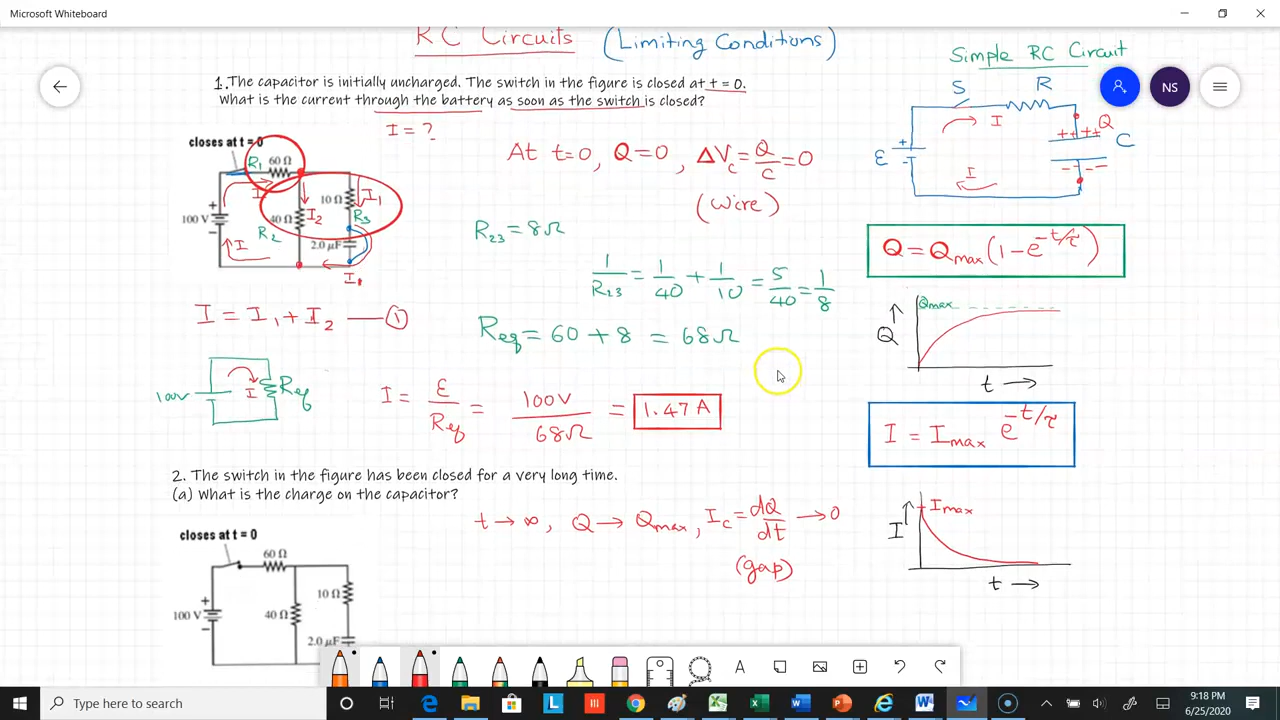 Microsoft Whiteboard
RC Circuits (Limiting Conditions)
1. The capacitor is initially uncharged. The switch in the figure is closed at t = 0.
What is the current through the battery as soon as the switch is closed?
I = ?
closes at t = 0
R1 60 Ω
I
I1
10 Ω
I2
R3
100 V
40 Ω
R2
I
2.0 μF
I1
At t=0, Q=0, ΔVc = Q/C = 0
(Wire)
R23 = 8Ω
1/R23 = 1/40 + 1/10 = 5/40 = 1/8
I = I1 + I2 — ①
Req = 60 + 8 = 68Ω
100V
I
Req
I = ε/Req = 100V/68Ω = 1.47 A
2. The switch in the figure has been closed for a very long time.
(a) What is the charge on the capacitor?
t → ∞, Q → Qmax, Ic = dQ/dt → 0
(gap)
closes at t = 0
60 Ω
10 Ω
100 V
40 Ω
2.0 μF
Simple RC Circuit
NS
S
R
I
Q
C
ε
I
Q = Qmax (1 - e^-t/τ)
Qmax
Q
t
I = Imax e^-t/τ
Imax
I
t
A
Type here to search
9:18 PM
6/25/2020